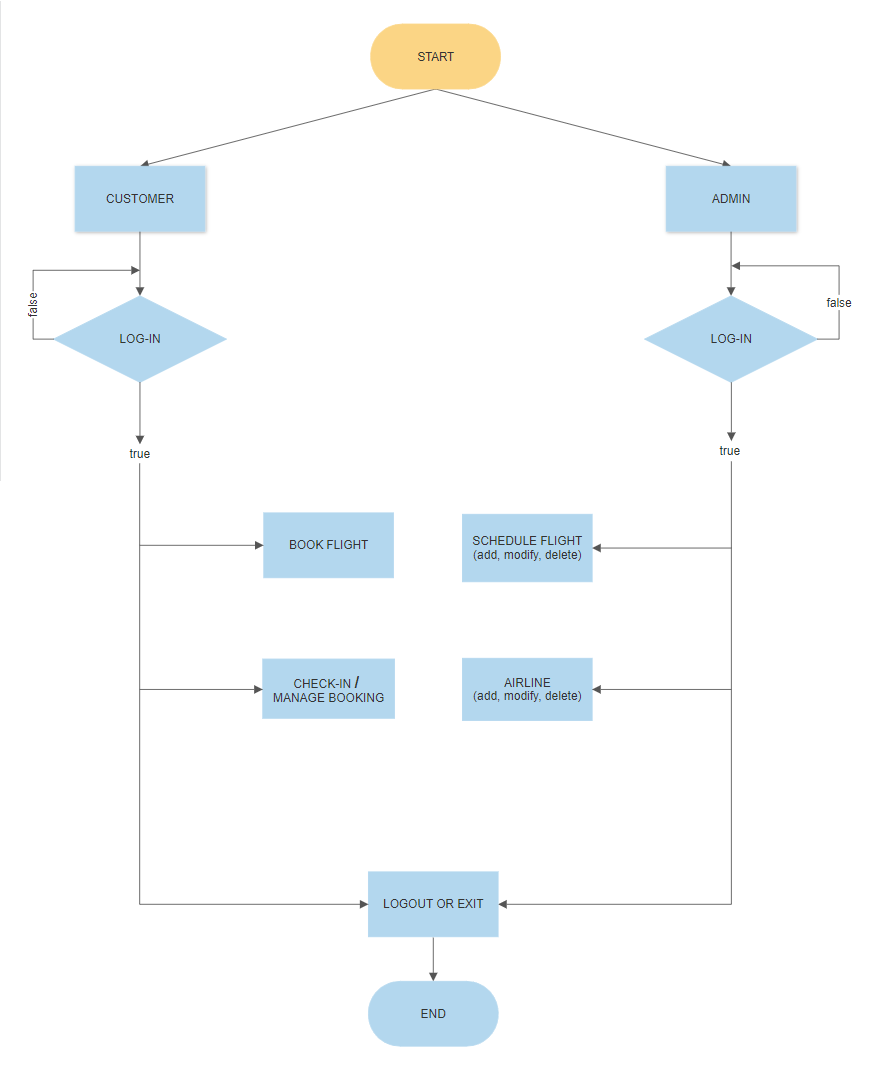 START
CUSTOMER
ADMIN
false
false
LOG-IN
LOG-IN
true
true
BOOK FLIGHT
SCHEDULE FLIGHT
(add, modify, delete)
CHECK-IN /
MANAGE BOOKING
AIRLINE
(add, modify, delete)
LOGOUT OR EXIT
END